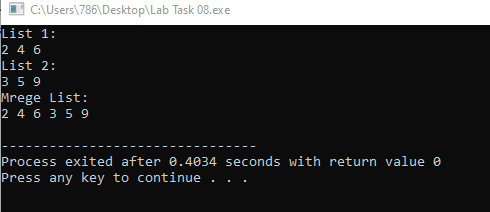 C:\Users\786\Desktop\Lab Task 08.exe
List 1:
2 4 6
List 2:
3 5 9
Mrege List:
2 4 6 3 5 9
--------------------------------
Process exited after 0.4034 seconds with return value 0
Press any key to continue . . .